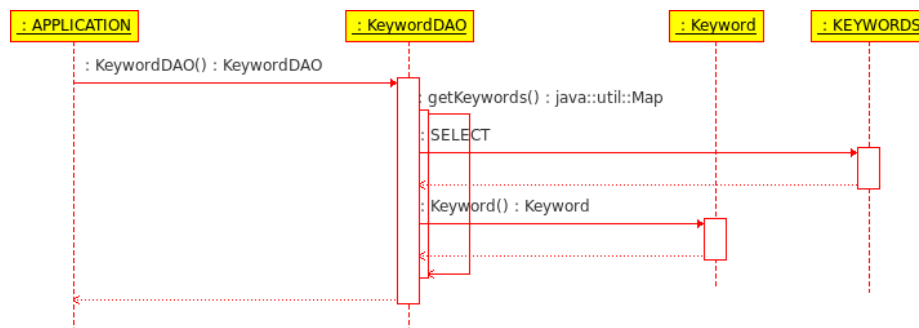 : APPLICATION
: KeywordDAO
: Keyword
: KEYWORDS
: KeywordDAO() : KeywordDAO
: getKeywords() : java::util::Map
: SELECT
: Keyword() : Keyword